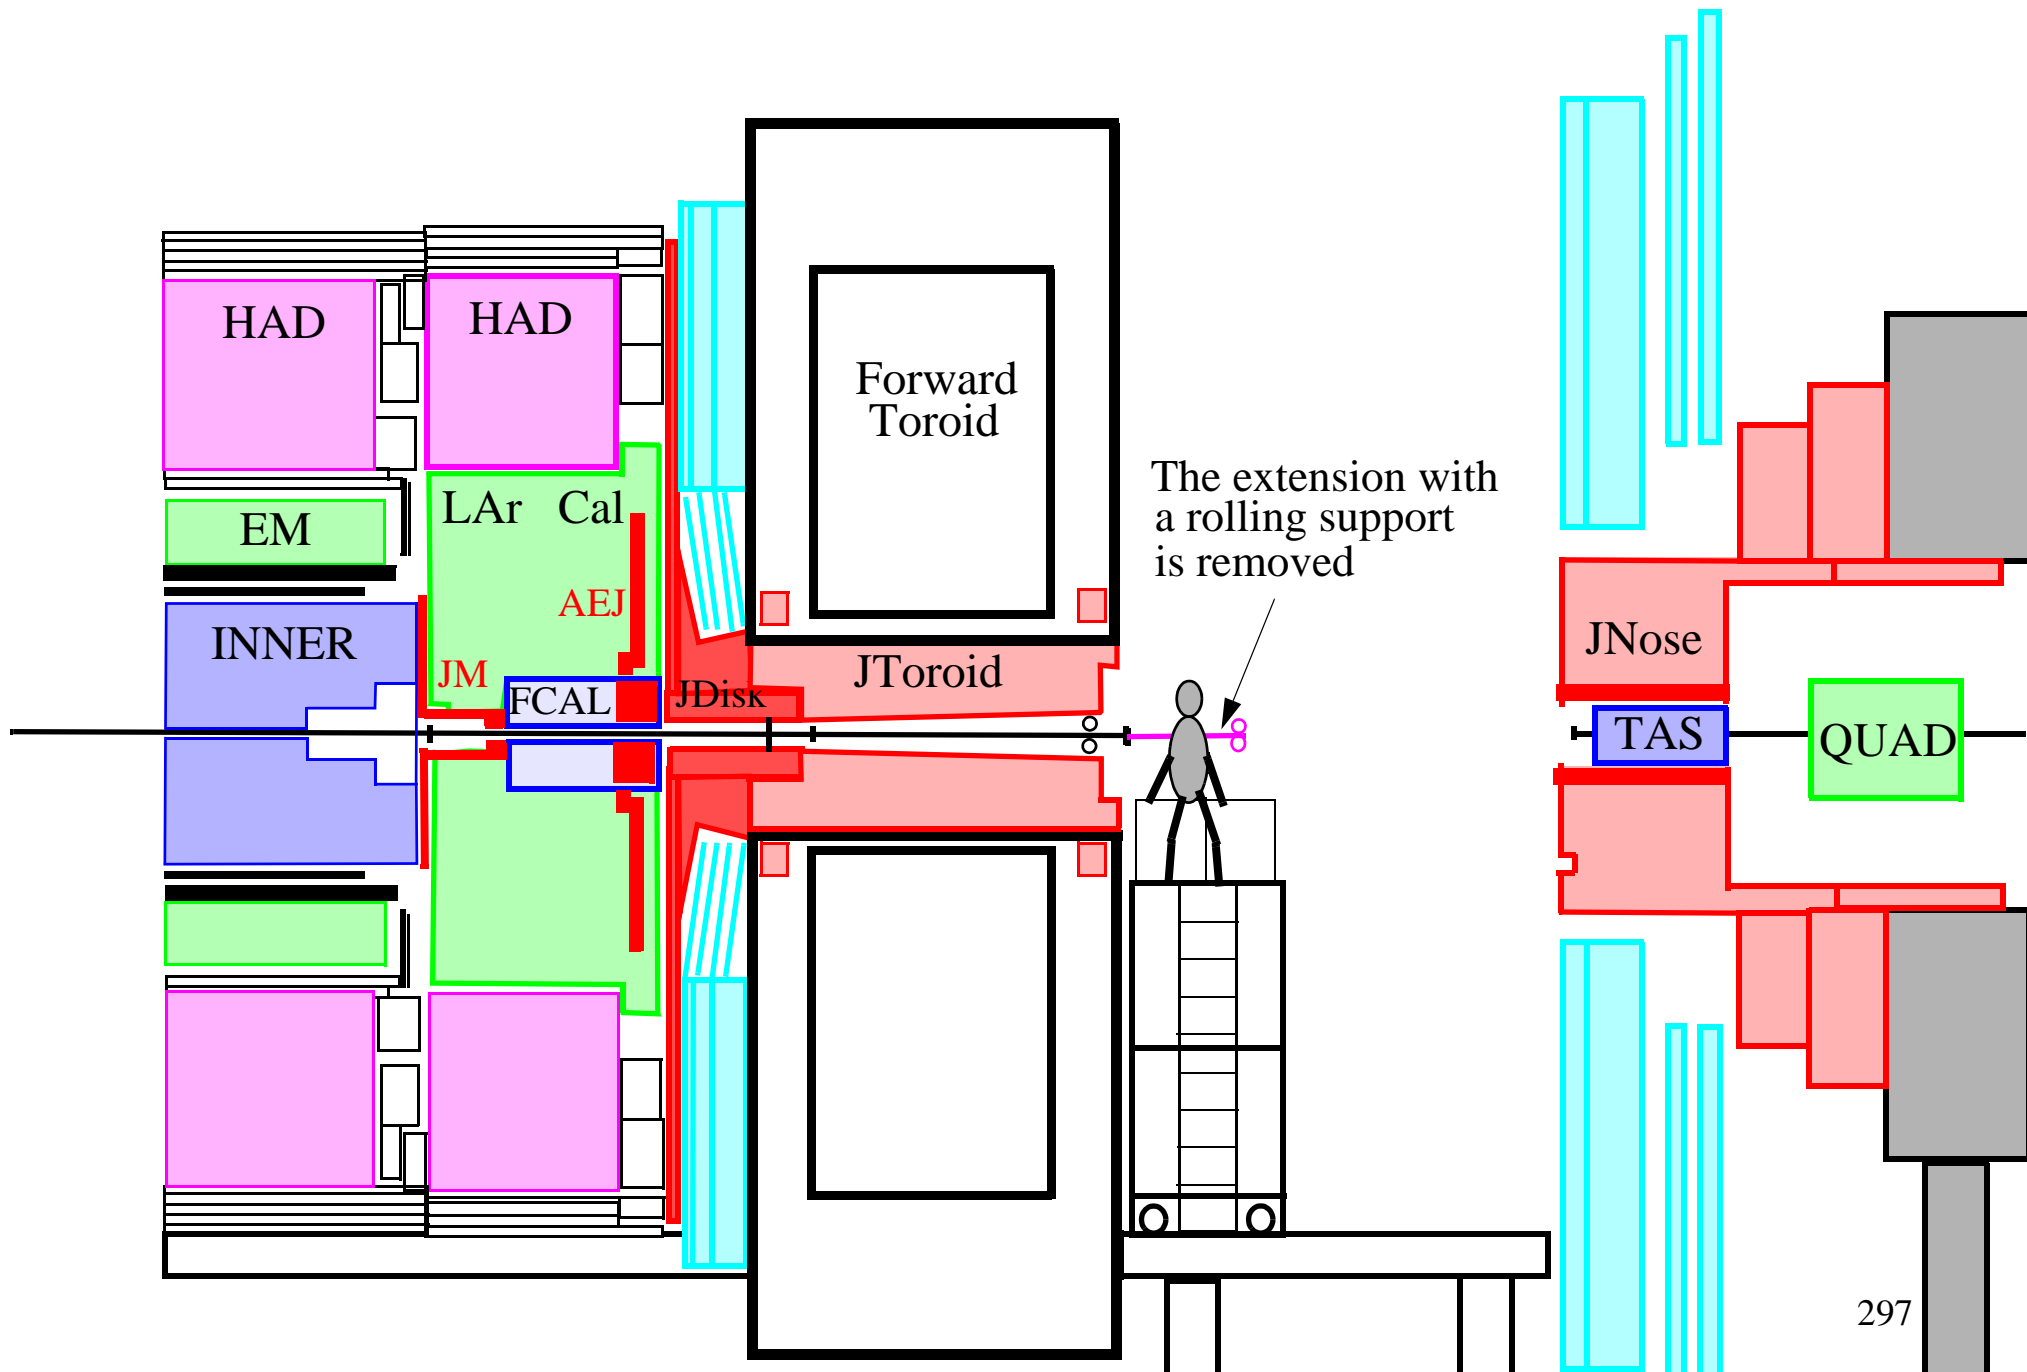 HAD
HAD
Forward
Toroid
The extension with
a rolling support
is removed
LAr Cal
EM
AEJ
INNER
JM
FCAL
JDisk
JToroid
JNose
TAS
QUAD
297